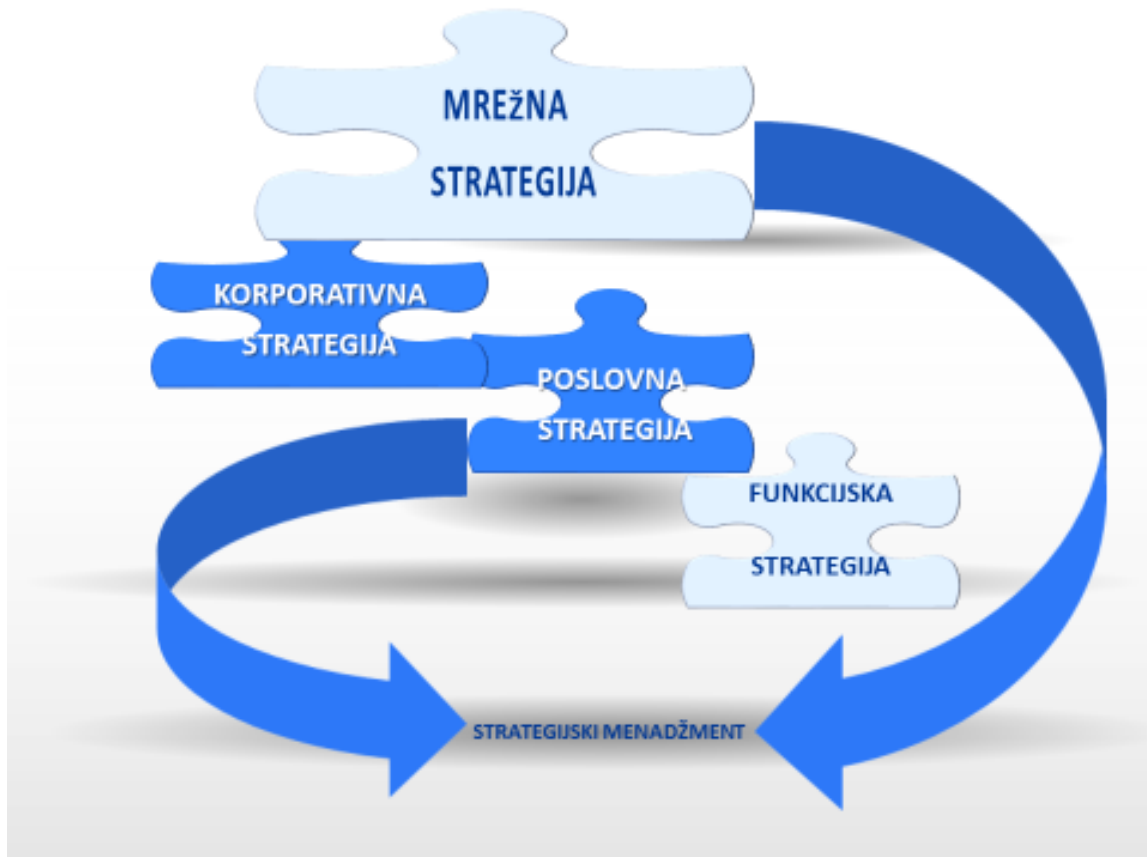 MREžNA
STRATEGIJA
KORPORATIVNA
STRATEGIJA
POSLOVNA
STRATEGIJA
FUNKCIJSKA
STRATEGIJA
STRATEGIJSKI MENADŽMENT